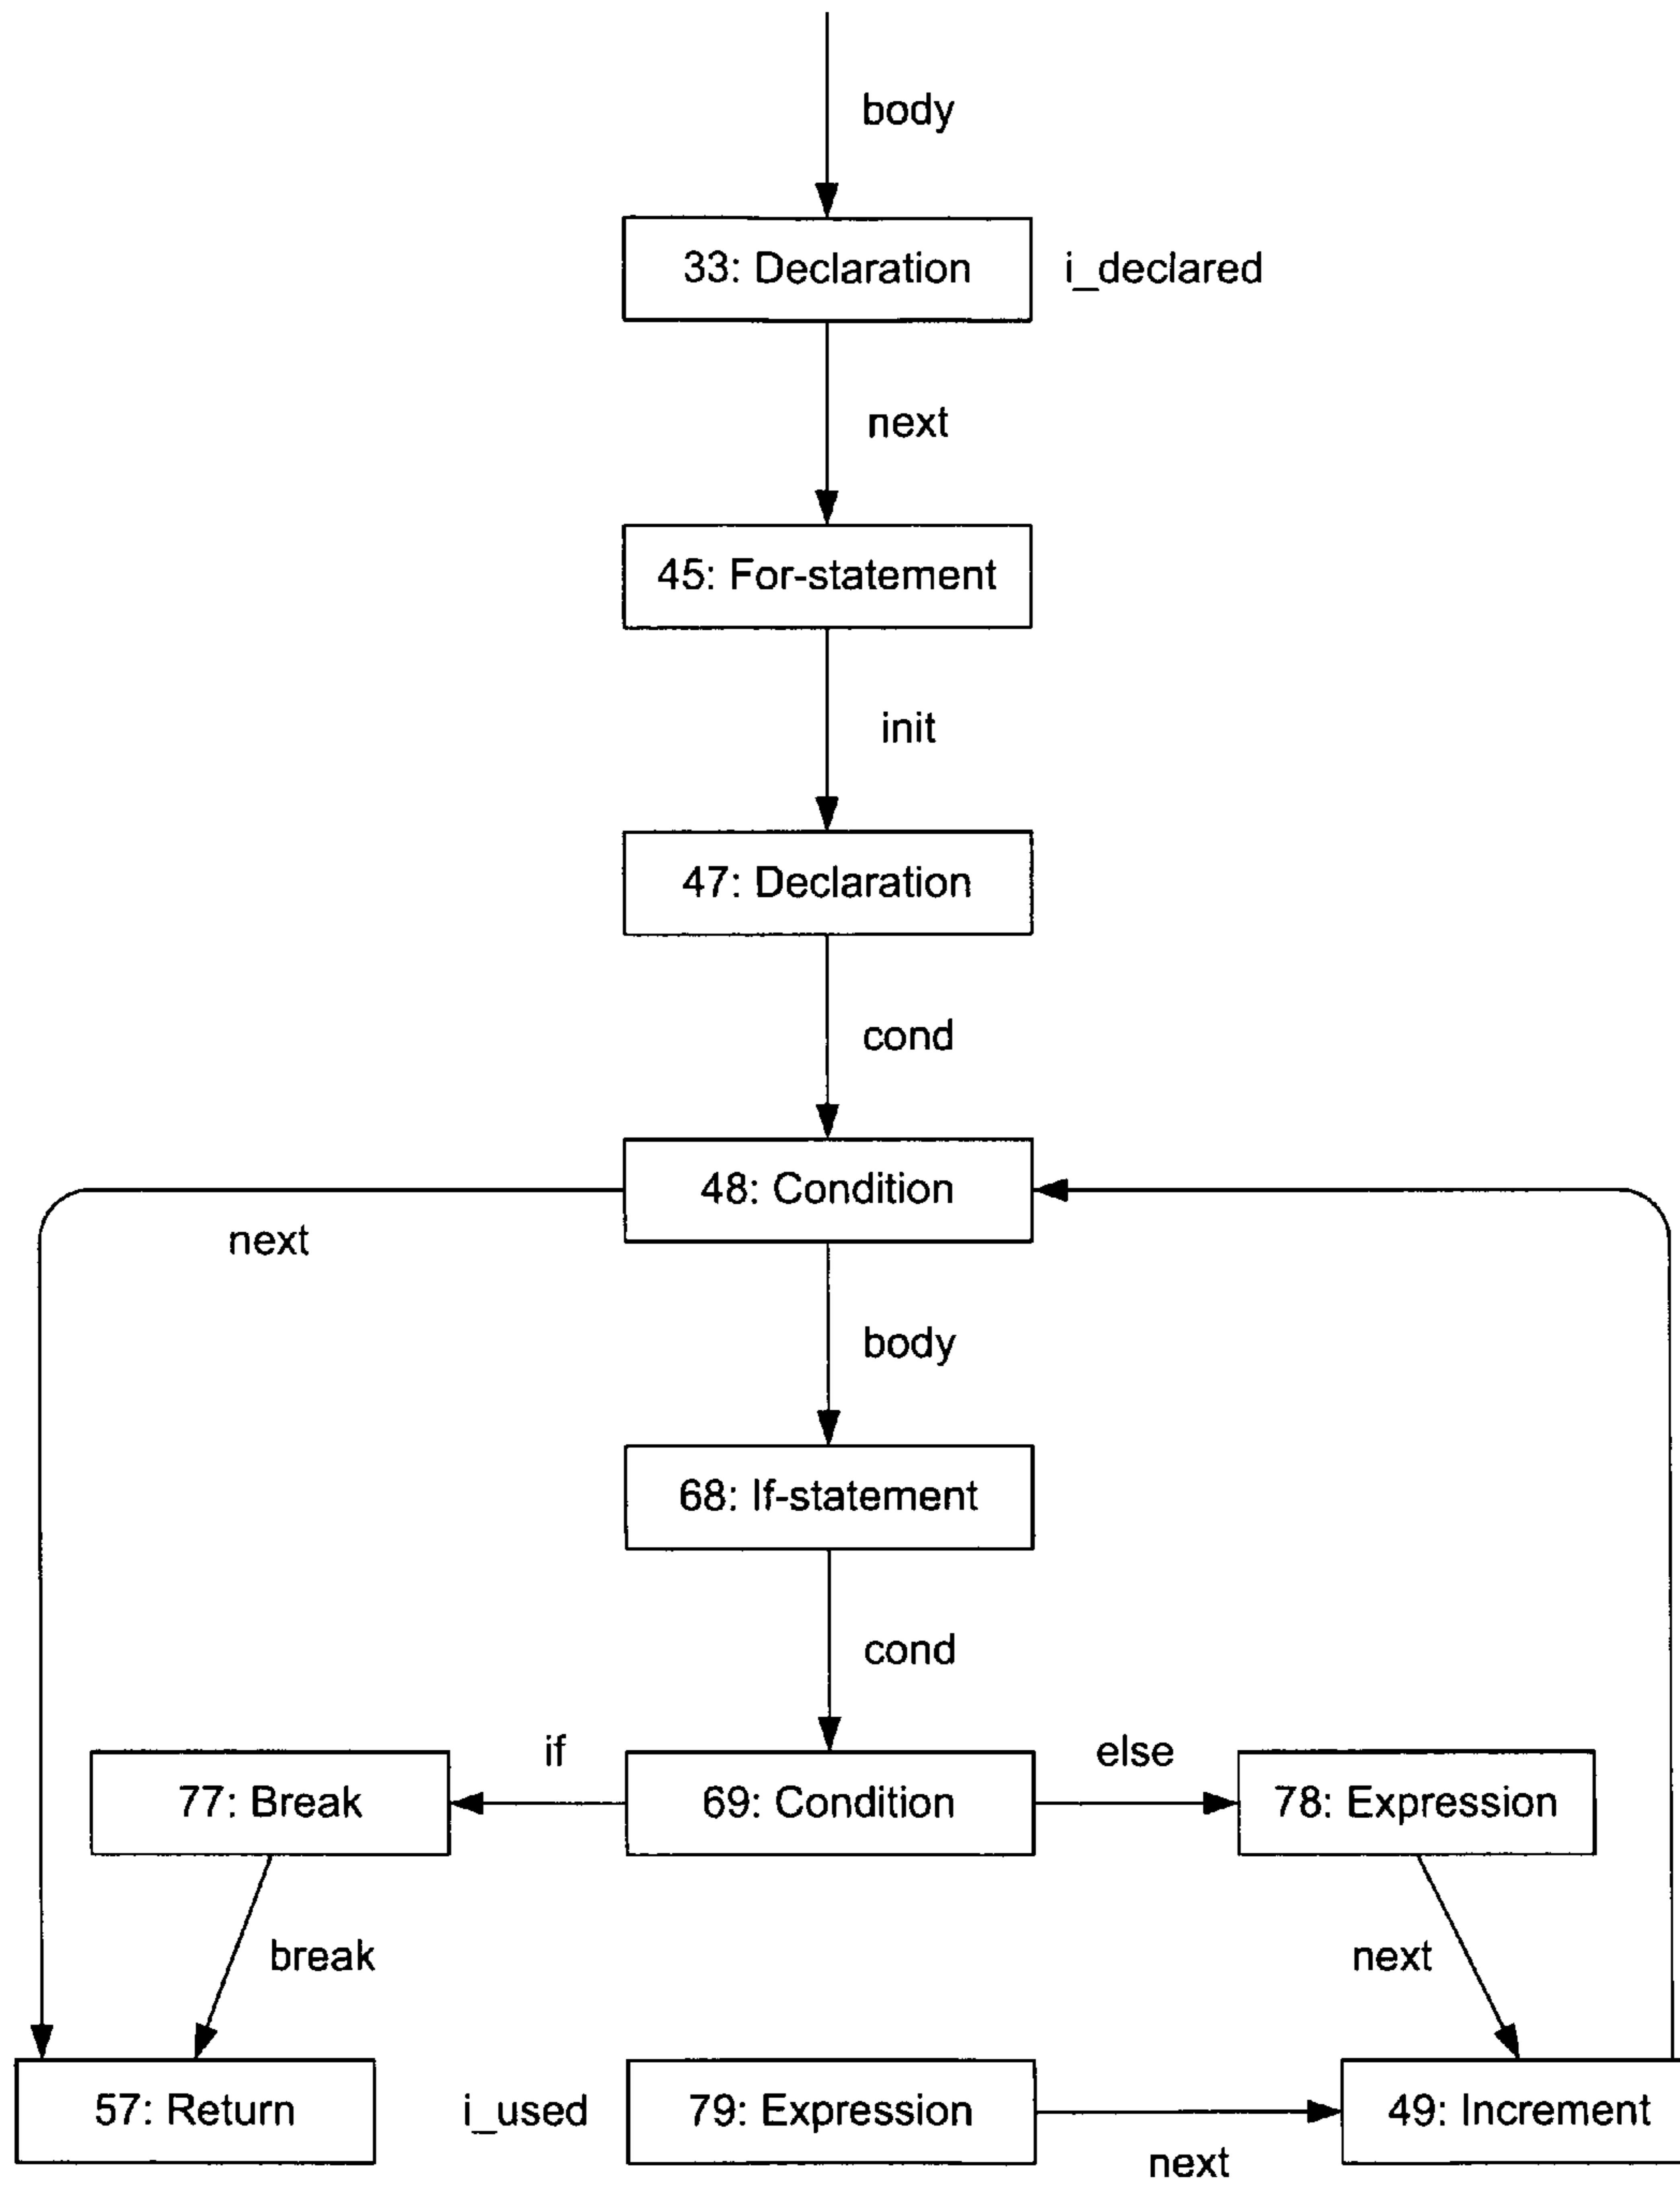 body
33: Declaration
i_declared
next
45: For-statement
init
47: Declaration
cond
48: Condition
next
body
68: If-statement
cond
if
else
77: Break
69: Condition
78: Expression
break
next
57: Return
i_used
79: Expression
49: Increment
next